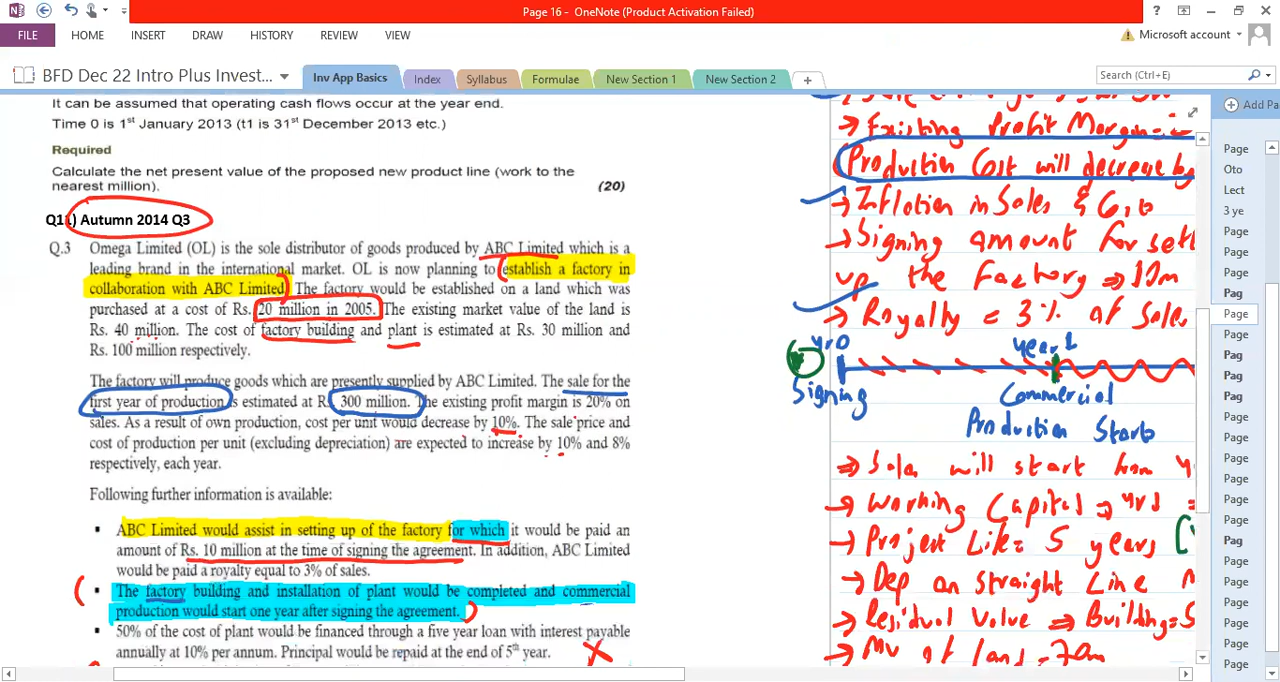 Page 16 - OneNote (Product Activation Failed)
FILE HOME INSERT DRAW HISTORY REVIEW VIEW Microsoft account
BFD Dec 22 Intro Plus Invest... Inv App Basics Index Syllabus Formulae New Section 1 New Section 2 Search (Ctrl+E)
It can be assumed that operating cash flows occur at the year end.
Time 0 is 1st January 2013 (t1 is 31st December 2013 etc.)
Required
Calculate the net present value of the proposed new product line (work to the
nearest million). (20)
Q11) Autumn 2014 Q3
Q.3 Omega Limited (OL) is the sole distributor of goods produced by ABC Limited which is a
leading brand in the international market. OL is now planning to establish a factory in
collaboration with ABC Limited. The factory would be established on a land which was
purchased at a cost of Rs. 20 million in 2005. The existing market value of the land is
Rs. 40 million. The cost of factory building and plant is estimated at Rs. 30 million and
Rs. 100 million respectively.
The factory will produce goods which are presently supplied by ABC Limited. The sale for the
first year of production is estimated at Rs. 300 million. The existing profit margin is 20% on
sales. As a result of own production, cost per unit would decrease by 10%. The sale price and
cost of production per unit (excluding depreciation) are expected to increase by 10% and 8%
respectively, each year.
Following further information is available:
▪ ABC Limited would assist in setting up of the factory for which it would be paid an
amount of Rs. 10 million at the time of signing the agreement. In addition, ABC Limited
would be paid a royalty equal to 3% of sales.
▪ The factory building and installation of plant would be completed and commercial
production would start one year after signing the agreement.
▪ 50% of the cost of plant would be financed through a five year loan with interest payable
annually at 10% per annum. Principal would be repaid at the end of 5th year.
→ Existing Profit Margin =
Production Cost will decrease by
→ Inflation in Sales &
→ Signing amount for sett
up the Factory ⇒ 10m
→ Royalty = 3% of Sales
yr0 year 1
Signing Commercial
Production Starts
⇒ Sales will start from
→ Working Capital ⇒ yr1 =
→ Project Life = 5 years
⇒ Dep on Straight Line
→ Residual Value ⇒ Building =
→ MV of land = 70m
Add Pa
Page
Oto
Lect
3 ye
Page
Page
Page
Pag
Page
Page
Pag
Pag
Page
Page
Page
Page
Page
Page
Page
Pag
Page
Page
Page
Page
Page